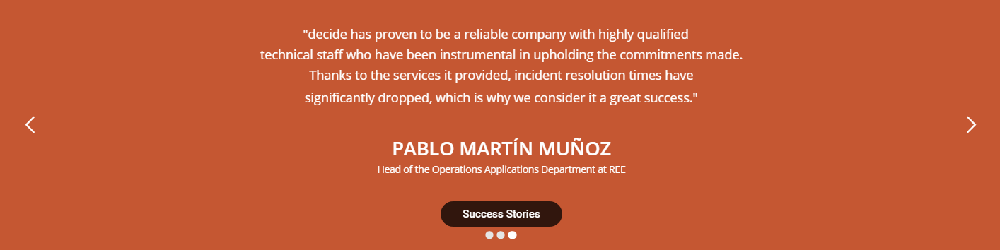 "decide has proven to be a reliable company with highly qualified
technical staff who have been instrumental in upholding the commitments made.
Thanks to the services it provided, incident resolution times have
significantly dropped, which is why we consider it a great success."
PABLO MARTÍN MUÑOZ
Head of the Operations Applications Department at REE
Success Stories